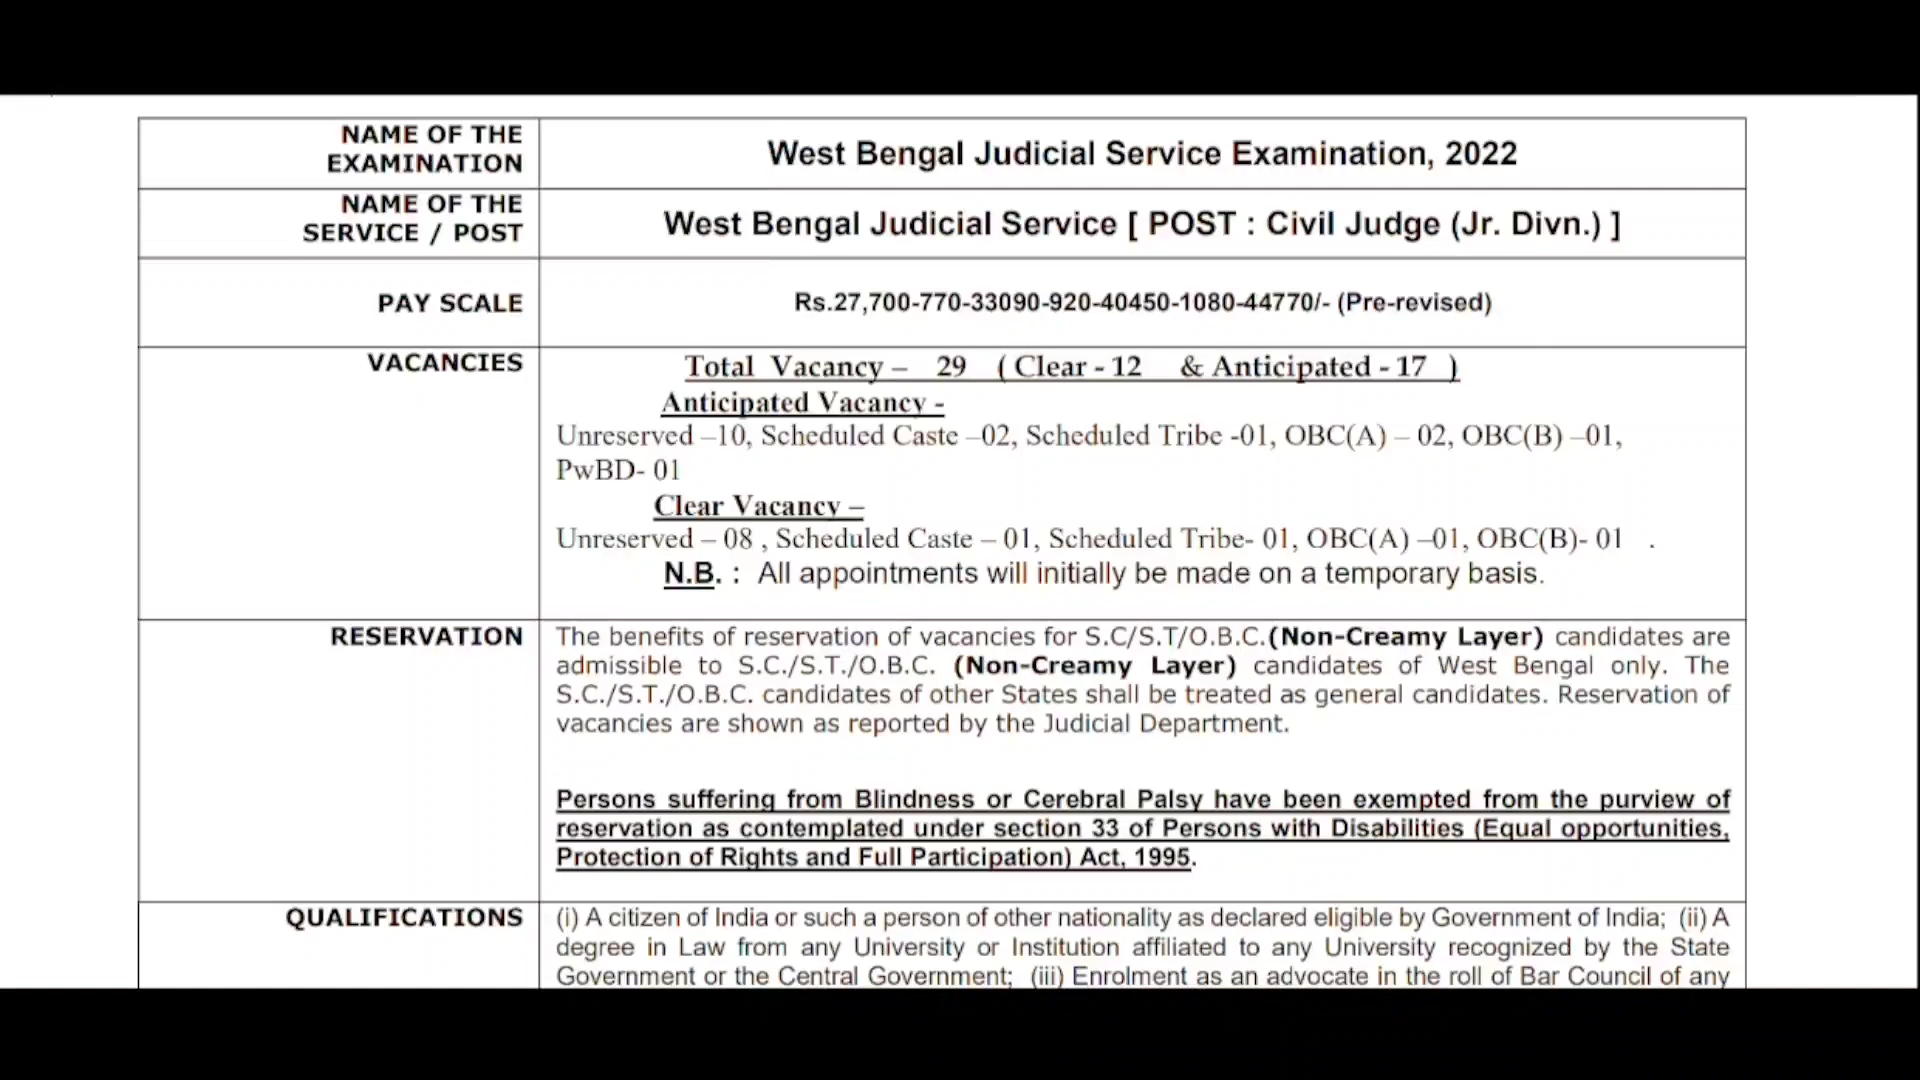 NAME OF THE
EXAMINATION
West Bengal Judicial Service Examination, 2022
NAME OF THE
SERVICE / POST
West Bengal Judicial Service [ POST : Civil Judge (Jr. Divn.) ]
PAY SCALE
Rs.27,700-770-33090-920-40450-1080-44770/- (Pre-revised)
VACANCIES
Total Vacancy – 29 ( Clear - 12 & Anticipated - 17 )
Anticipated Vacancy -
Unreserved –10, Scheduled Caste –02, Scheduled Tribe -01, OBC(A) – 02, OBC(B) –01,
PwBD- 01
Clear Vacancy –
Unreserved – 08 , Scheduled Caste – 01, Scheduled Tribe- 01, OBC(A) –01, OBC(B)- 01 .
N.B. : All appointments will initially be made on a temporary basis.
RESERVATION
The benefits of reservation of vacancies for S.C/S.T/O.B.C.(Non-Creamy Layer) candidates are
admissible to S.C./S.T./O.B.C. (Non-Creamy Layer) candidates of West Bengal only. The
S.C./S.T./O.B.C. candidates of other States shall be treated as general candidates. Reservation of
vacancies are shown as reported by the Judicial Department.
Persons suffering from Blindness or Cerebral Palsy have been exempted from the purview of
reservation as contemplated under section 33 of Persons with Disabilities (Equal opportunities,
Protection of Rights and Full Participation) Act, 1995.
QUALIFICATIONS
(i) A citizen of India or such a person of other nationality as declared eligible by Government of India; (ii) A
degree in Law from any University or Institution affiliated to any University recognized by the State
Government or the Central Government; (iii) Enrolment as an advocate in the roll of Bar Council of any